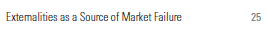 Externalities as a Source of Market Failure 25